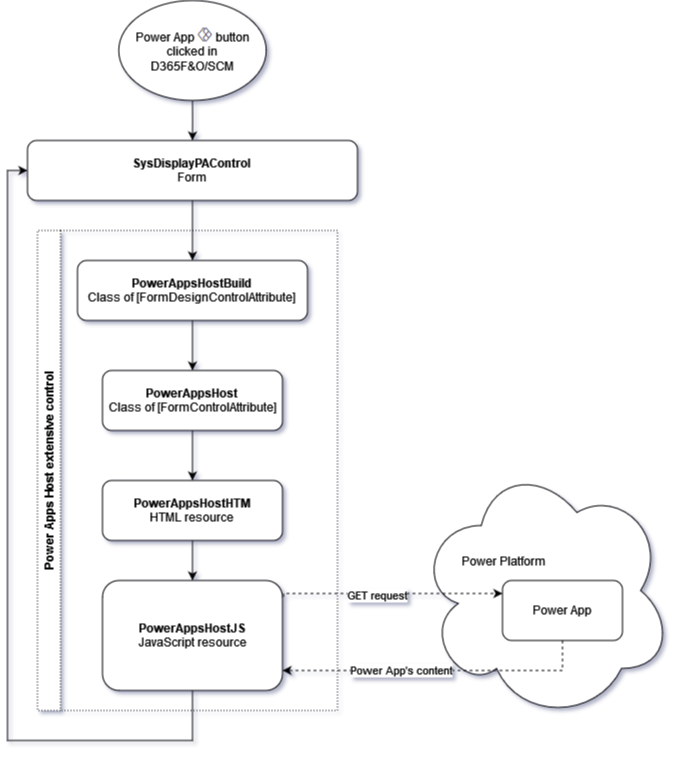 Power App button
clicked in
D365F&O/SCM
SysDisplayPAControl
Form
Power Apps Host extensive control
PowerAppsHostBuild
Class of [FormDesignControlAttribute]
PowerAppsHost
Class of [FormControlAttribute]
PowerAppsHostHTM
HTML resource
PowerAppsHostJS
JavaScript resource
GET request
Power App's content
Power Platform
Power App